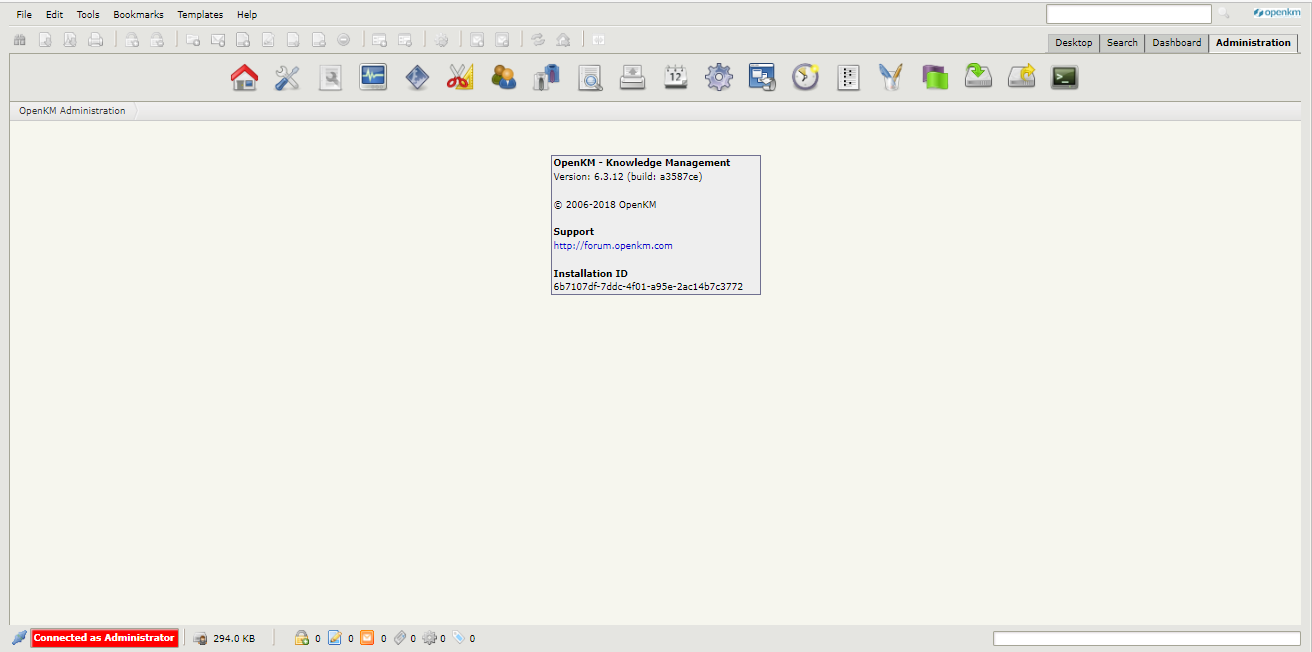 File Edit Tools Bookmarks Templates Help
openkm
Desktop Search Dashboard Administration
12
OpenKM Administration
OpenKM - Knowledge Management
Version: 6.3.12 (build: a3587ce)
© 2006-2018 OpenKM
Support
http://forum.openkm.com
Installation ID
6b7107df-7ddc-4f01-a95e-2ac14b7c3772
Connected as Administrator 294.0 KB 0 0 0 0 0 0